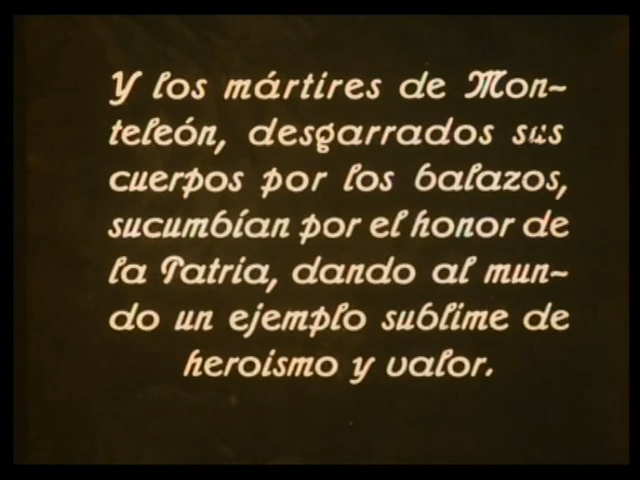 Y los mártires de Mon-
teleón, desgarrados sus
cuerpos por los balazos,
sucumbían por el honor de
la Patria, dando al mun-
do un ejemplo sublime de
heroismo y valor.